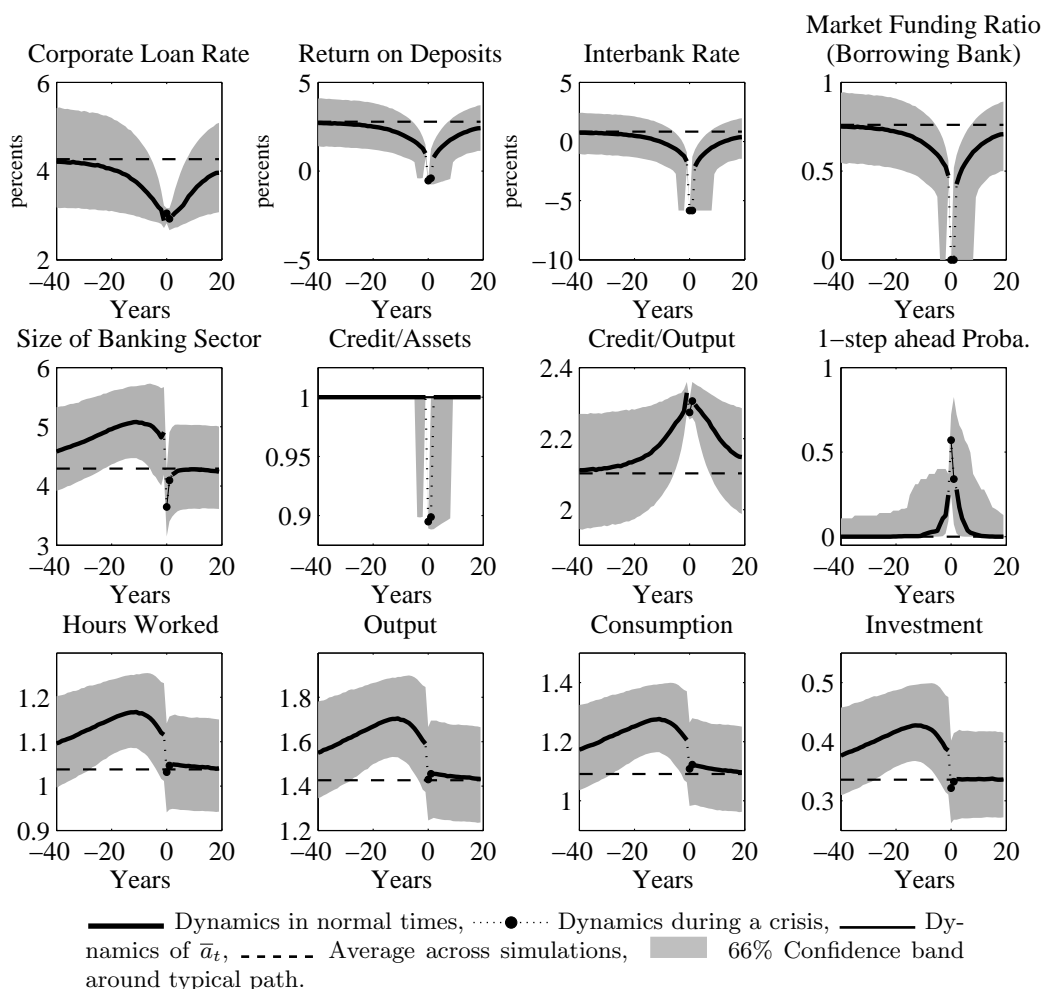 Corporate Loan Rate
2
4
6
percents
−40 −20 0 20
Years
Return on Deposits
−5
0
5
−40 −20 0 20
Years
Interbank Rate
−10
−5
0
5
percents
−40 −20 0 20
Years
Market Funding Ratio
(Borrowing Bank)
0
0.5
1
−40 −20 0 20
Years
Size of Banking Sector
3
4
5
6
−40 −20 0 20
Years
Credit/Assets
0.9
0.95
1
−40 −20 0 20
Years
Credit/Output
2
2.2
2.4
−40 −20 0 20
Years
1−step ahead Proba.
0
0.5
1
−40 −20 0 20
Years
Hours Worked
0.9
1
1.1
1.2
−40 −20 0 20
Years
Output
1.2
1.4
1.6
1.8
−40 −20 0 20
Years
Consumption
1
1.2
1.4
−40 −20 0 20
Years
Investment
0.3
0.4
0.5
−40 −20 0 20
Years
Dynamics in normal times, Dynamics during a crisis, Dy-
namics of a̅ₜ, Average across simulations, 66% Confidence band
around typical path.